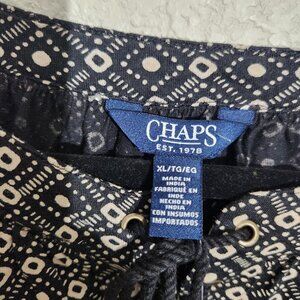 CHAPS
EST. 1978
XL/TG/EG
MADE IN
INDIA
FABRIQUÉ EN
INDE
HECHO EN
INDIA
CON INSUMOS
IMPORTADOS